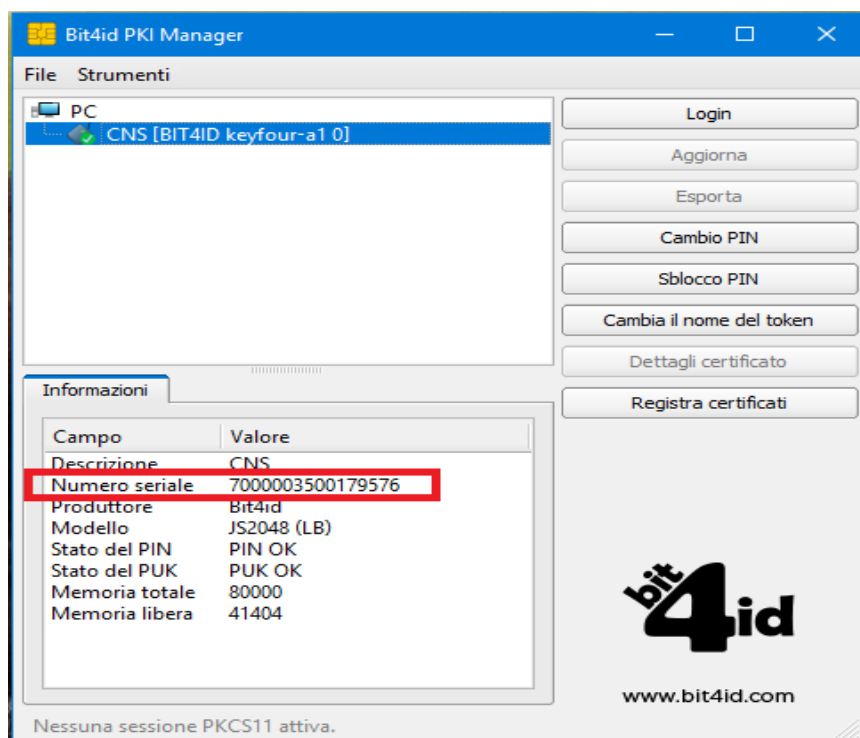 Bit4id PKI Manager
File Strumenti
PC
CNS [BIT4ID keyfour-a1 0]
Login
Aggiorna
Esporta
Cambio PIN
Sblocco PIN
Cambia il nome del token
Dettagli certificato
Registra certificati
Informazioni
Campo Valore
Descrizione CNS
Numero seriale 7000003500179576
Produttore Bit4id
Modello JS2048 (LB)
Stato del PIN PIN OK
Stato del PUK PUK OK
Memoria totale 80000
Memoria libera 41404
bit4id
www.bit4id.com
Nessuna sessione PKCS11 attiva.